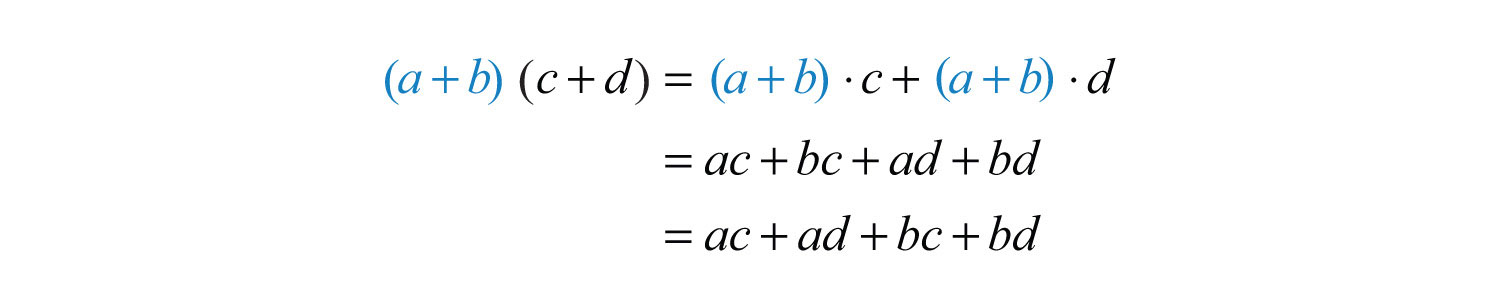 (a + b) (c + d) = (a + b) · c + (a + b) · d
= ac + bc + ad + bd
= ac + ad + bc + bd